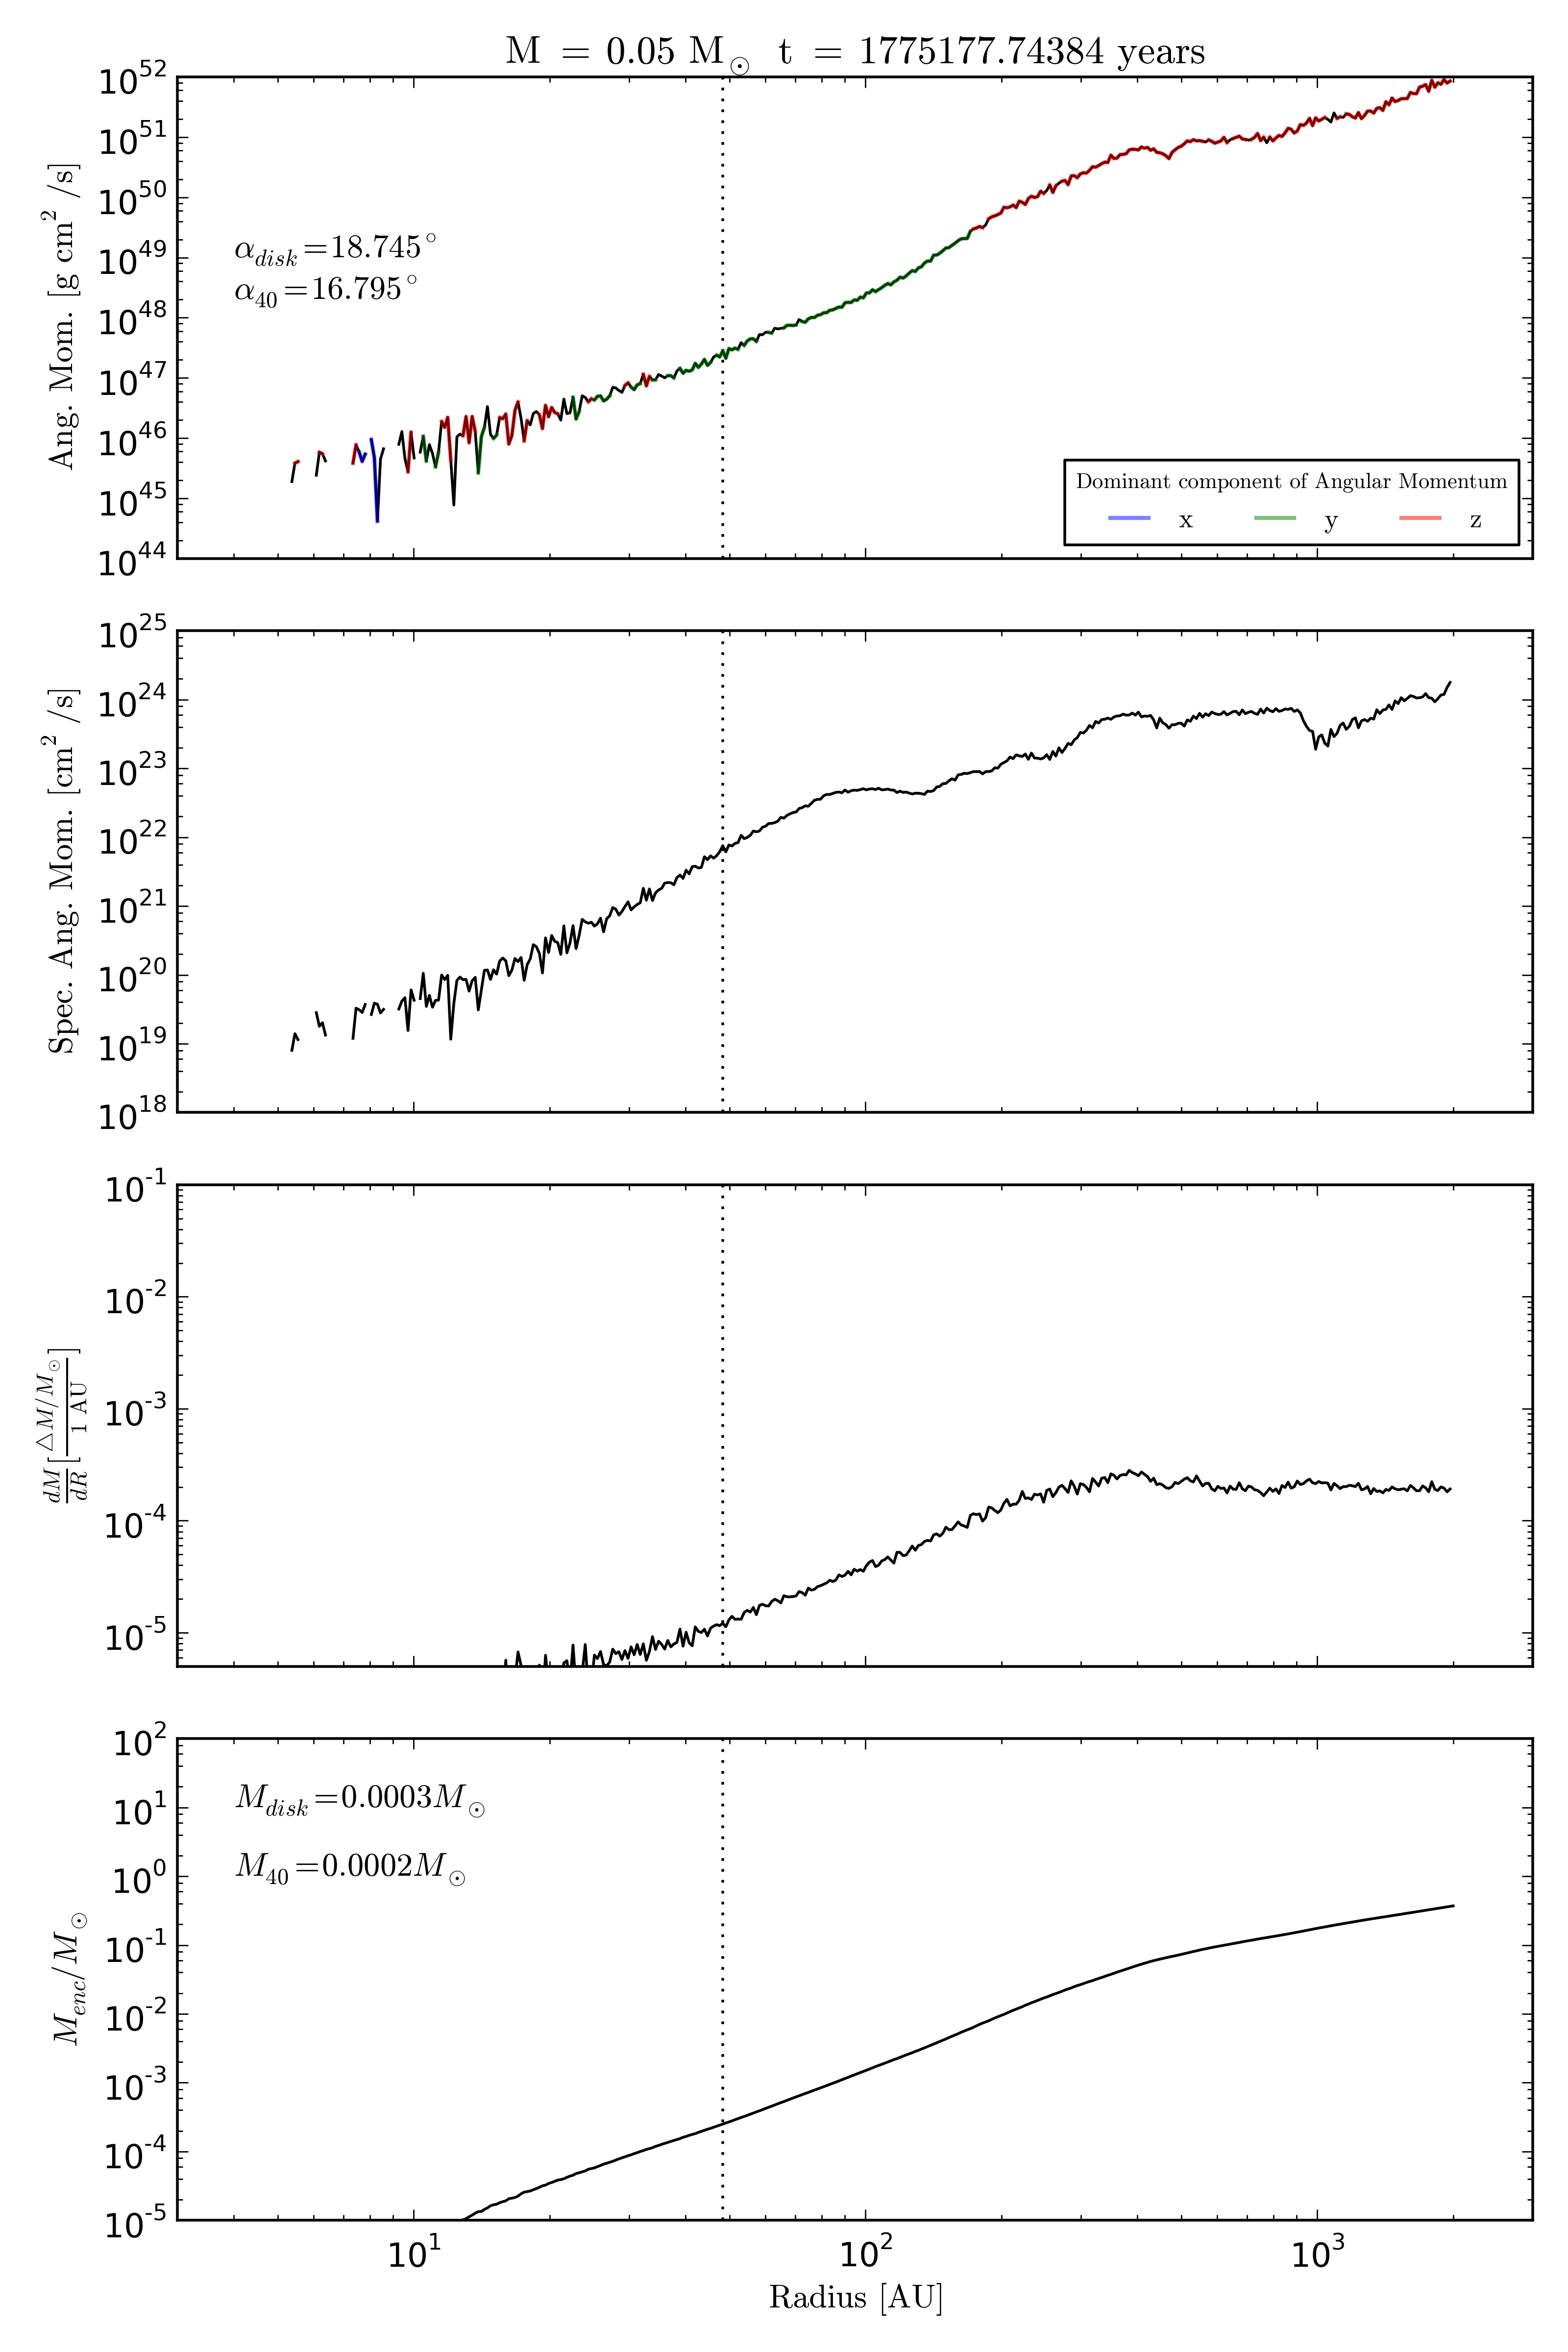 M = 0.05 M⊙ t = 1775177.74384 years
10^52
10^51
10^50
10^49
10^48
10^47
10^46
10^45
10^44
Ang. Mom. [g cm^2 /s]
α_disk=18.745°
α_40=16.795°
Dominant component of Angular Momentum
x y z
10^25
10^24
10^23
10^22
10^21
10^20
10^19
10^18
Spec. Ang. Mom. [cm^2 /s]
10^-1
10^-2
10^-3
10^-4
10^-5
dM/dR [△M/M⊙ / 1 AU]
10^2
10^1
10^0
10^-1
10^-2
10^-3
10^-4
10^-5
M_enc/M⊙
M_disk=0.0003M⊙
M_40=0.0002M⊙
10^1 10^2 10^3
Radius [AU]